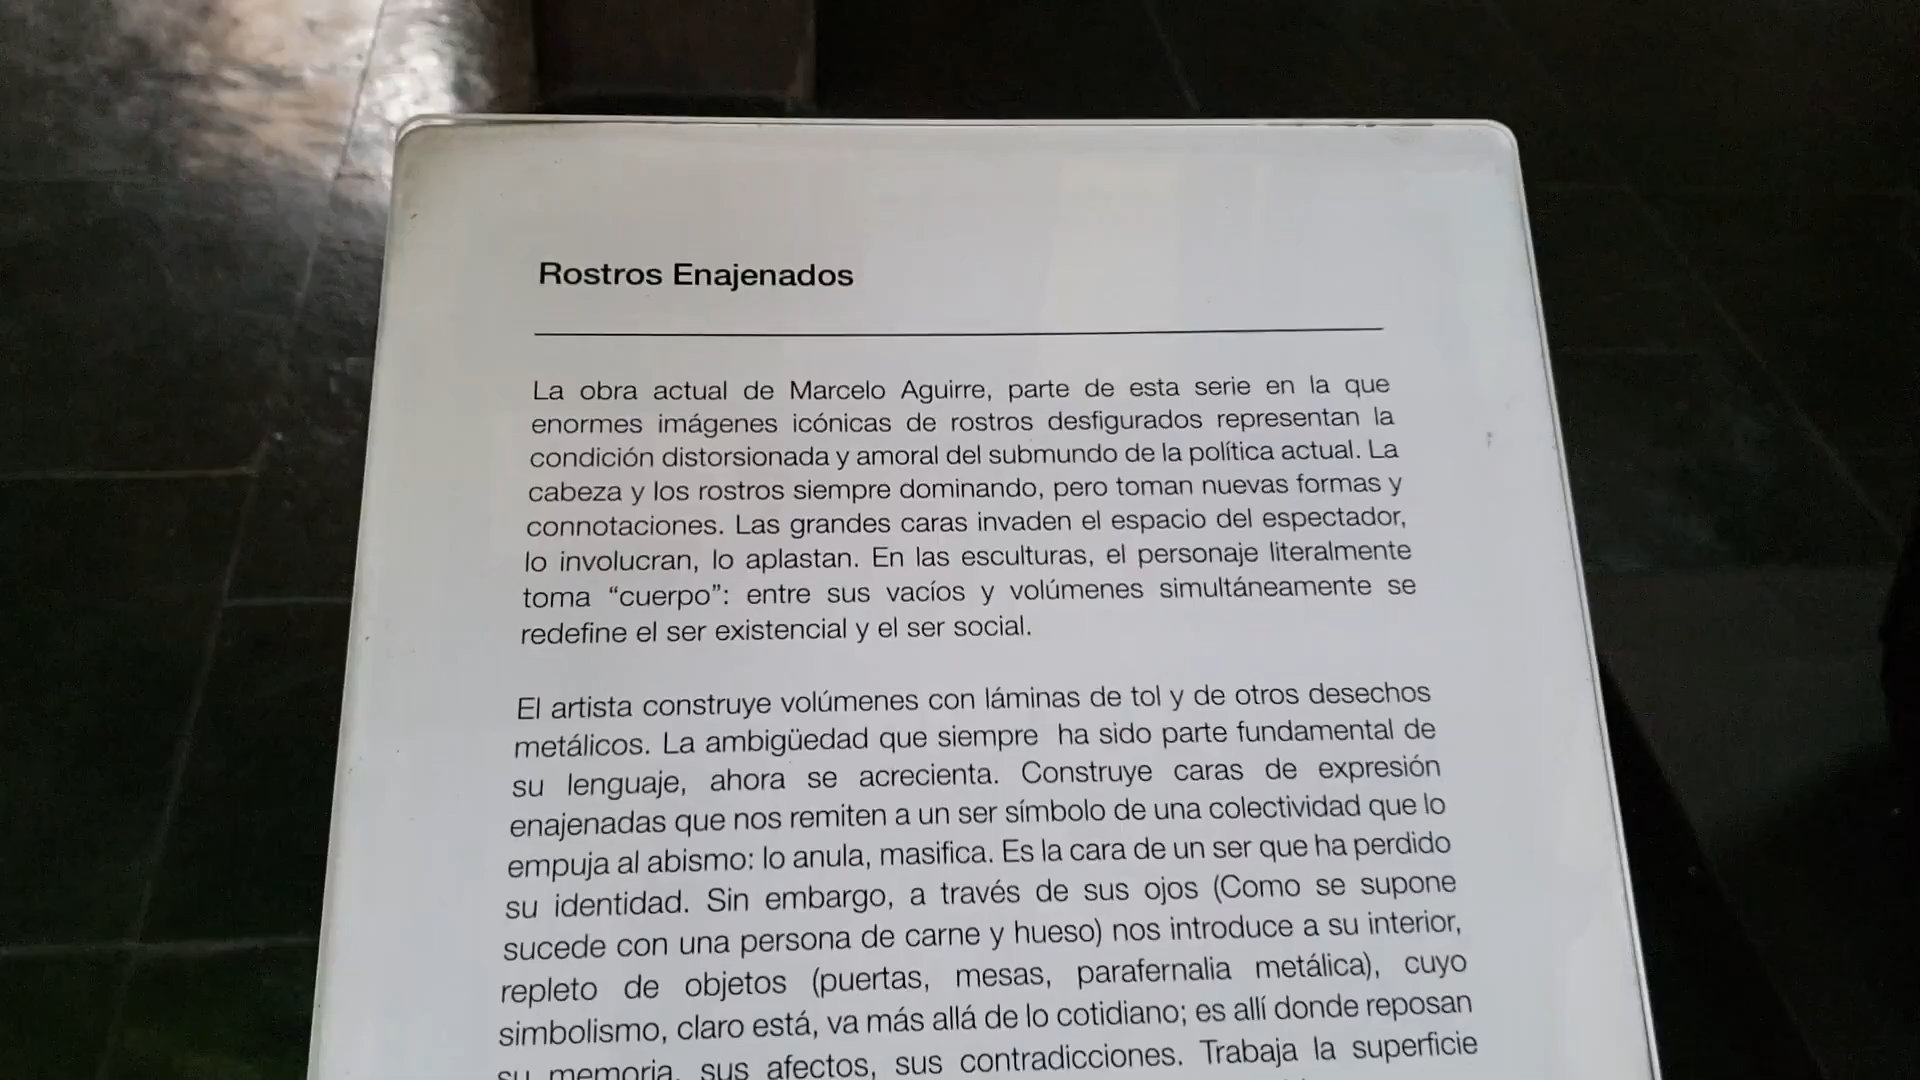 Rostros Enajenados
La obra actual de Marcelo Aguirre, parte de esta serie en la que
enormes imágenes icónicas de rostros desfigurados representan la
condición distorsionada y amoral del submundo de la política actual. La
cabeza y los rostros siempre dominando, pero toman nuevas formas y
connotaciones. Las grandes caras invaden el espacio del espectador,
lo involucran, lo aplastan. En las esculturas, el personaje literalmente
toma “cuerpo”: entre sus vacíos y volúmenes simultáneamente se
redefine el ser existencial y el ser social.
El artista construye volúmenes con láminas de tol y de otros desechos
metálicos. La ambigüedad que siempre ha sido parte fundamental de
su lenguaje, ahora se acrecienta. Construye caras de expresión
enajenadas que nos remiten a un ser símbolo de una colectividad que lo
empuja al abismo: lo anula, masifica. Es la cara de un ser que ha perdido
su identidad. Sin embargo, a través de sus ojos (Como se supone
sucede con una persona de carne y hueso) nos introduce a su interior,
repleto de objetos (puertas, mesas, parafernalia metálica), cuyo
simbolismo, claro está, va más allá de lo cotidiano; es allí donde reposan
su memoria, sus afectos, sus contradicciones. Trabaja la superficie